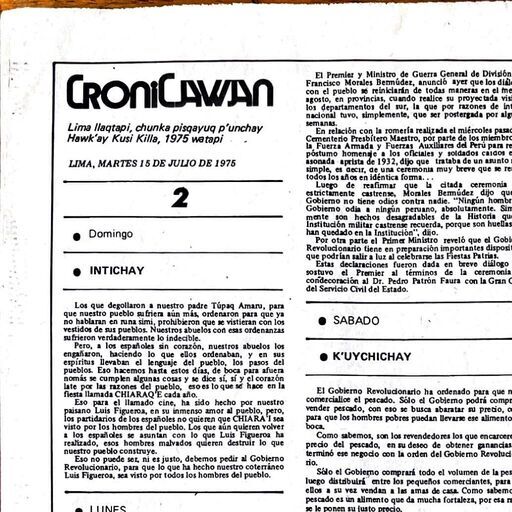 CRONICAWAN
Lima llaqtapi, chunka pisqayuq p'unchay
Hawk'ay Kusi Killa, 1975 watapi
LIMA, MARTES 15 DE JULIO DE 1975
2
● Domingo
● INTICHAY
Los que degollaron a nuestro padre Túpaq Amaru, para
que nuestro pueblo sufriera aún más, ordenaron para que ya
no hablaran en runa simi, prohibieron que se vistieran con los
vestidos de sus pueblos. Nuestros abuelos con esas ordenanzas
sufrieron verdaderamente lo indecible.
Pero, a los españoles sin corazón, nuestros abuelos los
engañaron, haciendo lo que ellos ordenaban, y en sus
espíritus llevaban el lenguaje del pueblo, los pasos del
pueblo. Eso hacemos hasta estos días, de boca para afuera
nomás se cumplen algunas cosas y se dice sí, sí y el corazón
late por las razones del pueblo, eso es lo que se hace en la
fiesta llamada CHIARAQ'E cada año.
Eso para el llamado cine, ha sido hecho por nuestro
paisano Luis Figueroa, en su inmenso amor al pueblo, pero,
los partidarios de los españoles no quieren que CHIARA'I sea
visto por los hombres del pueblo. Los que aún quieren volver
a los españoles se asustan con lo que Luis Figueroa ha
realizado, esos hombres malvados quieren destruir lo que
nuestro pueblo construye.
Eso no puede ser, ni es justo, debemos pedir al Gobierno
Revolucionario, para que lo que ha hecho nuestro coterráneo
Luis Figueroa, sea visto por todos los hombres del pueblo.
● LUNES
El Premier y Ministro de Guerra General de División
Francisco Morales Bermúdez, anunció ayer que los diálo
con el pueblo se reiniciarán de todas maneras en el me
agosto, en provincias, cuando realice su proyectada visi
los departamentos del sur, la que por razones de int
nacional tuvo, simplemente, que ser postergada por algu
semanas.
En relación con la romería realizada el miércoles pasad
Cementerio Presbítero Maestro, por parte de los miembro
la Fuerza Armada y Fuerzas Auxiliares del Perú para re
póstumo homenaje a los oficiales y soldados caídos e
asonada aprista de 1932, dijo que trataba de un asunto
simple, es decir, de una ceremonia muy breve que se re
todos los años en idéntica forma...
Luego de reafirmar que la citada ceremonia
estrictamente castrense, Morales Bermúdez dijo que
Gobierno no tiene odios contra nadie. "Ningún homb
Gobierno odia a ningún peruano, absolutamente. Sim
mente son hechos desagradables de la Historia qu
Institución militar castrense recuerda, porque son huellas
han quedado en la Institución", dijo.
Por otra parte el Primer Ministro reveló que el Gobi
Revolucionario tiene en preparación importantes disposit
que podrían salir a luz al celebrarse las Fiestas Patrias.
Estas declaraciones fueron dada en breve diálogo
sostuvo el Premier al términos de la ceremonia
condecoración al Dr. Pedro Patrón Faura con la Gran C
del Servicio Civil del Estado.
● SABADO
● K'UYCHICHAY
El Gobierno Revolucionario ha ordenado para que n
comercialice el pescado. Sólo el Gobierno podrá compr
vender pescado, con eso se busca abaratar su precio, co
para que los hombres pobres puedan llevarse ese aliment
boca.
Como sabemos, son los revendedores los que encarecer
precio del pescado, en su deseo de obtener ganancias
terminó ese negocio con la orden del Gobierno Revoluci
rio.
Sólo el Gobierno comprará todo el volumen de la pes
luego distribuirá entre los pequeños comerciantes, para
ellos a su vez vendan a las amas de casa. Como sabemo
pescado es un alimento que da mucha fortaleza, por esa r
se le ponen su justo precio.